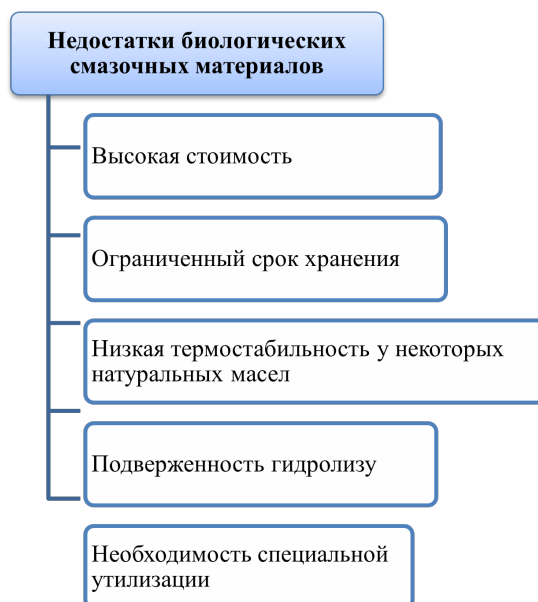 Недостатки биологических
смазочных материалов
Высокая стоимость
Ограниченный срок хранения
Низкая термостабильность у некоторых
натуральных масел
Подверженность гидролизу
Необходимость специальной
утилизации